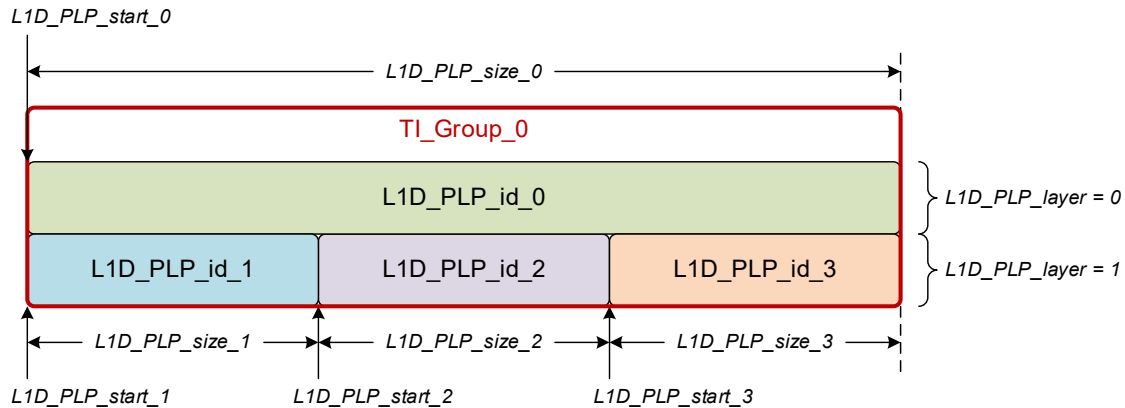 L1D_PLP_start_0
L1D_PLP_size_0
TI_Group_0
L1D_PLP_id_0
L1D_PLP_layer = 0
L1D_PLP_id_1
L1D_PLP_id_2
L1D_PLP_id_3
L1D_PLP_layer = 1
L1D_PLP_size_1
L1D_PLP_size_2
L1D_PLP_size_3
L1D_PLP_start_1
L1D_PLP_start_2
L1D_PLP_start_3